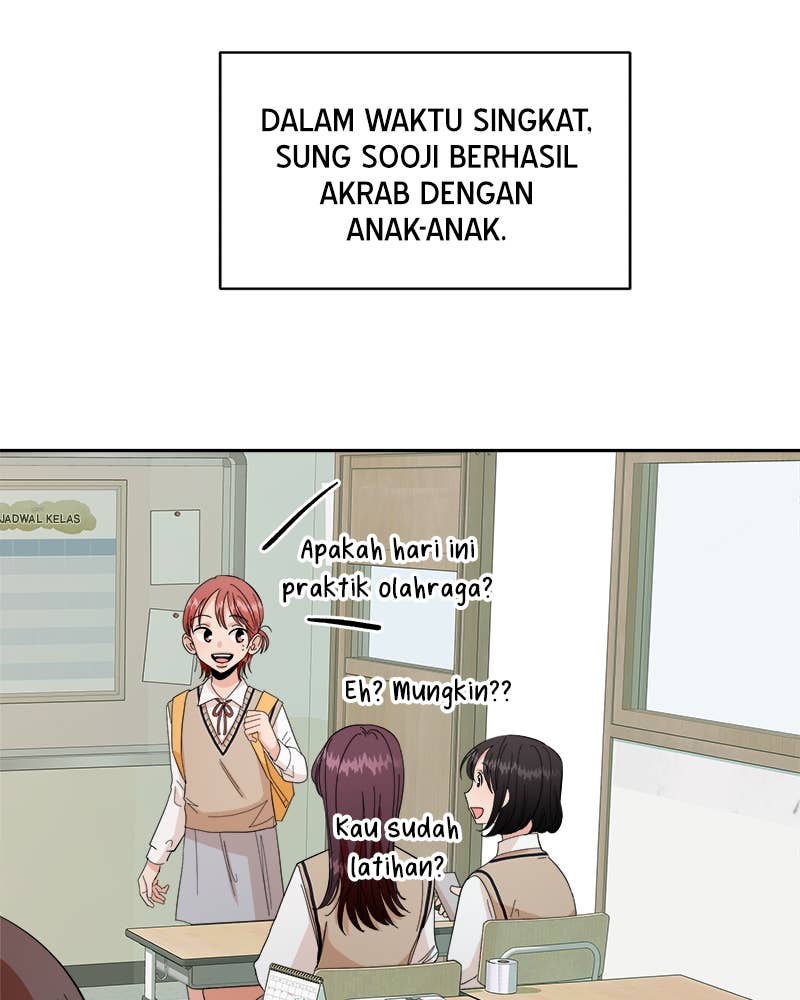 DALAM WAKTU SINGKAT,
SUNG SOOJI BERHASIL
AKRAB DENGAN
ANAK-ANAK.
JADWAL KELAS
Apakah hari ini
praktik olahraga?
Eh? Mungkin??
Kau sudah
latihan?